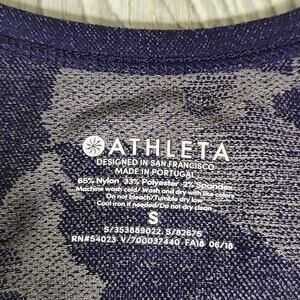 ATHLETA
DESIGNED IN SAN FRANCISCO
MADE IN PORTUGAL
65% Nylon 33% Polyester 2% Spandex
Machine wash cold/Wash and dry with like colors
Do not bleach/Tumble dry low
Cool iron if needed/Do not dry clean
S
S/353889022. S/82675
RN#54023 V/700037440 FA18 06/18